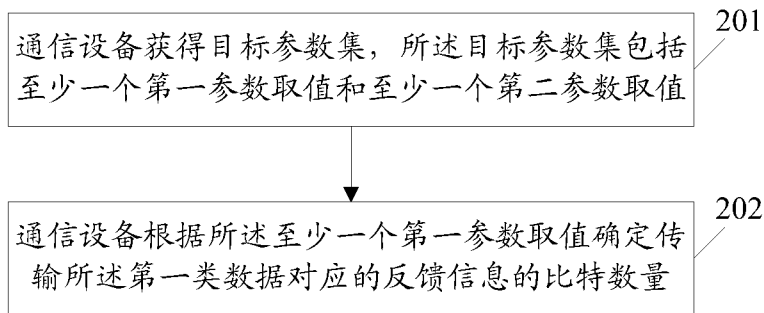 201
通信设备获得目标参数集，所述目标参数集包括
至少一个第一参数取值和至少一个第二参数取值
202
通信设备根据所述至少一个第一参数取值确定传
输所述第一类数据对应的反馈信息的比特数量